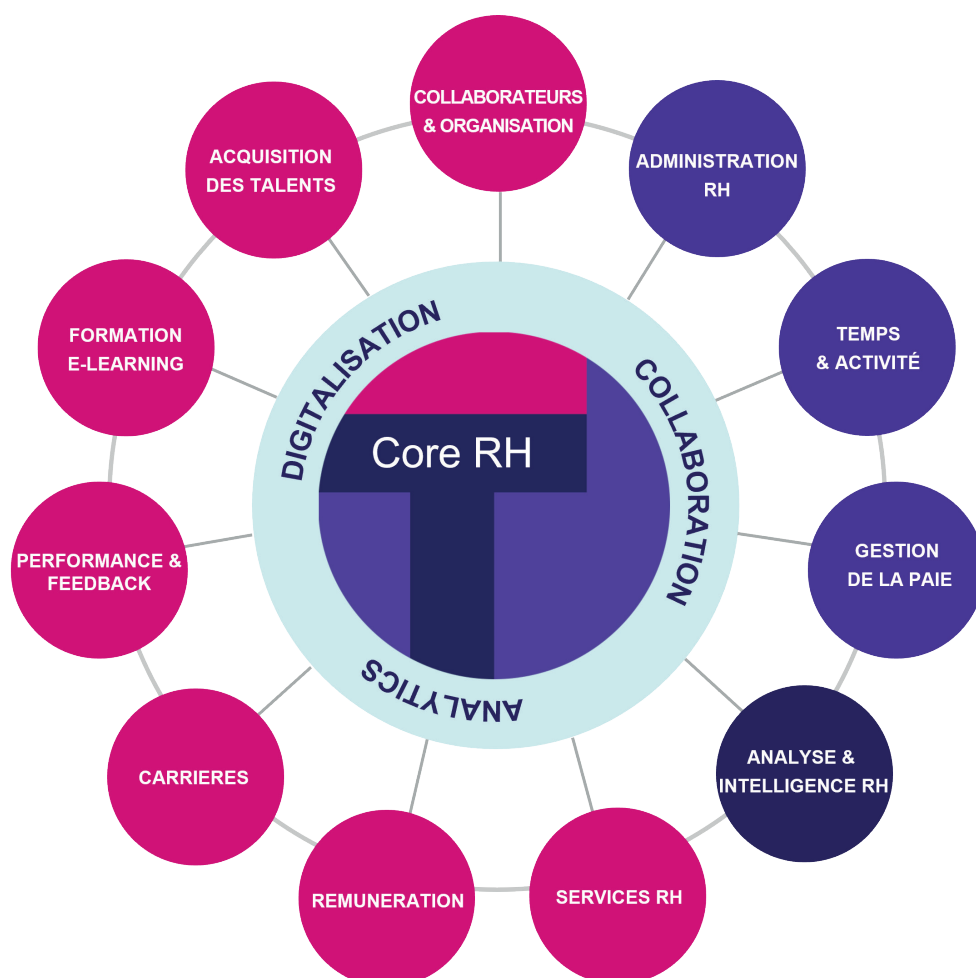 COLLABORATEURS
& ORGANISATION
ADMINISTRATION
RH
TEMPS
& ACTIVITÉ
GESTION
DE LA PAIE
ANALYSE &
INTELLIGENCE RH
SERVICES RH
REMUNERATION
CARRIERES
PERFORMANCE &
FEEDBACK
FORMATION
E-LEARNING
ACQUISITION
DES TALENTS
DIGITALISATION
COLLABORATION
ANALYTICS
Core RH